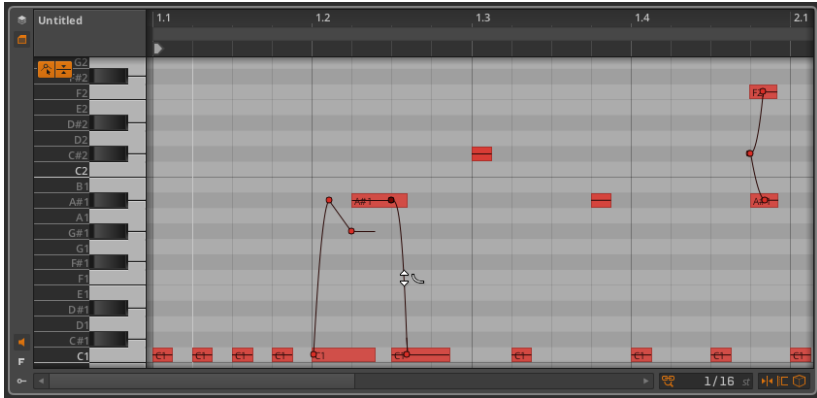 Untitled
1.1 1.2 1.3 1.4 2.1
G2
F#2
F2 F2
E2
D#2
D2
C#2
C2
B1
A#1 A#1 A#1
A1
G#1
G1
F#1
F1
E1
D#1
D1
C#1
C1 C1 C1 C1 C1 C1 C1 C1 C1 C1 C1
F
1/16 st